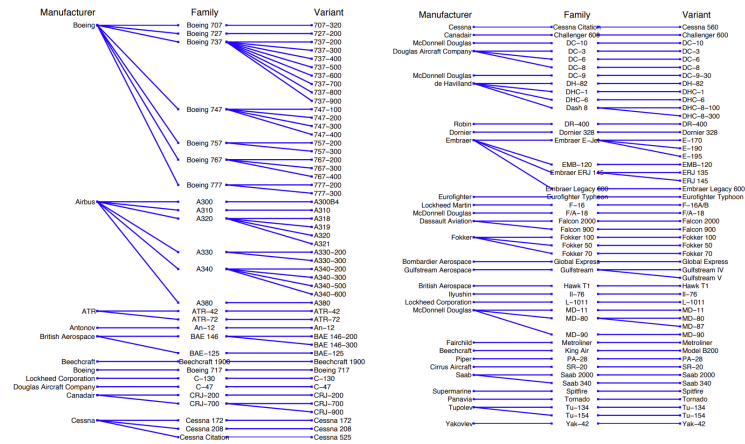 Manufacturer Family Variant
Boeing Boeing 707 707–320
Boeing 727 727–200
Boeing 737 737–200
737–300
737–400
737–500
737–600
737–700
737–800
737–900
Boeing 747 747–100
747–200
747–300
747–400
Boeing 757 757–200
757–300
Boeing 767 767–200
767–300
767–400
Boeing 777 777–200
777–300
Airbus A300 A300B4
A310 A310
A320 A318
A319
A320
A321
A330 A330–200
A330–300
A340 A340–200
A340–300
A340–500
A340–600
A380 A380
ATR ATR–42 ATR–42
ATR–72 ATR–72
Antonov An–12 An–12
British Aerospace BAE 146 BAE 146–200
BAE 146–300
BAE–125 BAE–125
Beechcraft Beechcraft 1900 Beechcraft 1900
Boeing Boeing 717 Boeing 717
Lockheed Corporation C–130 C–130
Douglas Aircraft Company C–47 C–47
Canadair CRJ–200 CRJ–200
CRJ–700 CRJ–700
CRJ–900
Cessna Cessna 172 Cessna 172
Cessna 208 Cessna 208
Cessna Citation Cessna 525
Manufacturer Family Variant
Cessna Cessna Citation Cessna 560
Canadair Challenger 600 Challenger 600
McDonnell Douglas DC–10 DC–10
Douglas Aircraft Company DC–3 DC–3
DC–6 DC–6
DC–8 DC–8
McDonnell Douglas DC–9 DC–9–30
de Havilland DH–82 DH–82
DHC–1 DHC–1
DHC–6 DHC–6
Dash 8 DHC–8–100
DHC–8–300
Robin DR–400 DR–400
Dornier Dornier 328 Dornier 328
Embraer Embraer E–Jet E–170
E–190
E–195
EMB–120 EMB–120
Embraer ERJ 145 ERJ 135
ERJ 145
Embraer Legacy 600 Embraer Legacy 600
Eurofighter Eurofighter Typhoon Eurofighter Typhoon
Lockheed Martin F–16 F–16A/B
McDonnell Douglas F/A–18 F/A–18
Dassault Aviation Falcon 2000 Falcon 2000
Falcon 900 Falcon 900
Fokker Fokker 100 Fokker 100
Fokker 50 Fokker 50
Fokker 70 Fokker 70
Bombardier Aerospace Global Express Global Express
Gulfstream Aerospace Gulfstream Gulfstream IV
Gulfstream V
British Aerospace Hawk T1 Hawk T1
Ilyushin Il–76 Il–76
Lockheed Corporation L–1011 L–1011
McDonnell Douglas MD–11 MD–11
MD–80 MD–80
MD–87
MD–90 MD–90
Fairchild Metroliner Metroliner
Beechcraft King Air Model B200
Piper PA–28 PA–28
Cirrus Aircraft SR–20 SR–20
Saab Saab 2000 Saab 2000
Saab 340 Saab 340
Supermarine Spitfire Spitfire
Panavia Tornado Tornado
Tupolev Tu–134 Tu–134
Tu–154 Tu–154
Yakovlev Yak–42 Yak–42